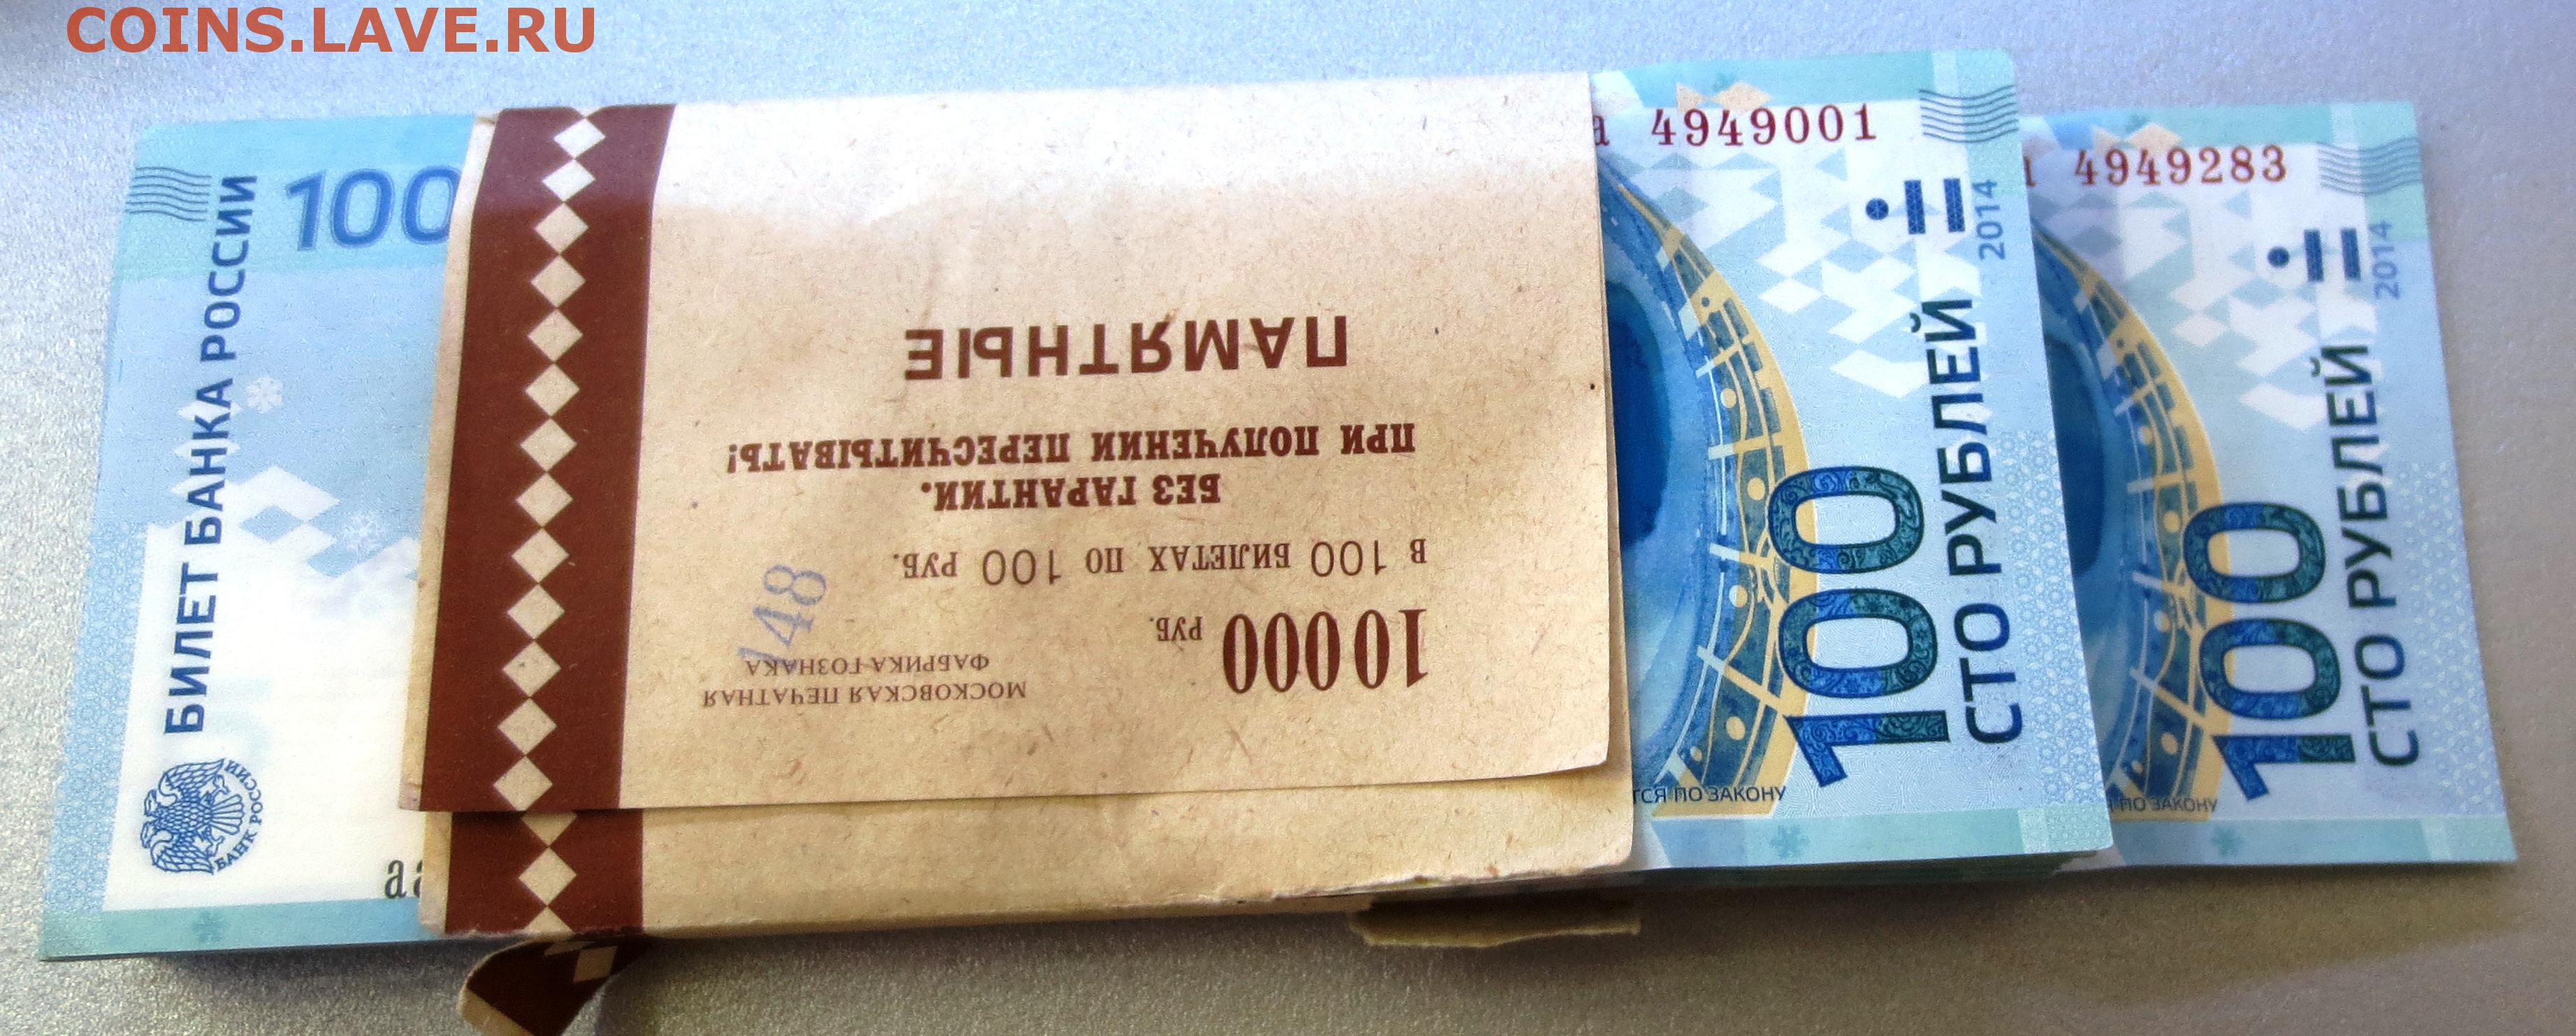 COINS.LAVE.RU
БИЛЕТ БАНКА РОССИИ
100
БАНК РОССИИ
аа
МОСКОВСКАЯ ПЕЧАТНАЯ
ФАБРИКА ГОЗНАКА
148
10 000 РУБ.
В 100 БИЛЕТАХ ПО 100 РУБ.
БЕЗ ГАРАНТИИ.
ПРИ ПОЛУЧЕНИИ ПЕРЕСЧИТЫВАТЬ!
ПАМЯТНЫЕ
а 4949001
2014
100
СТО РУБЛЕЙ
ТСЯ ПО ЗАКОНУ
4949283
2014
100
СТО РУБЛЕЙ
ПО ЗАКОНУ